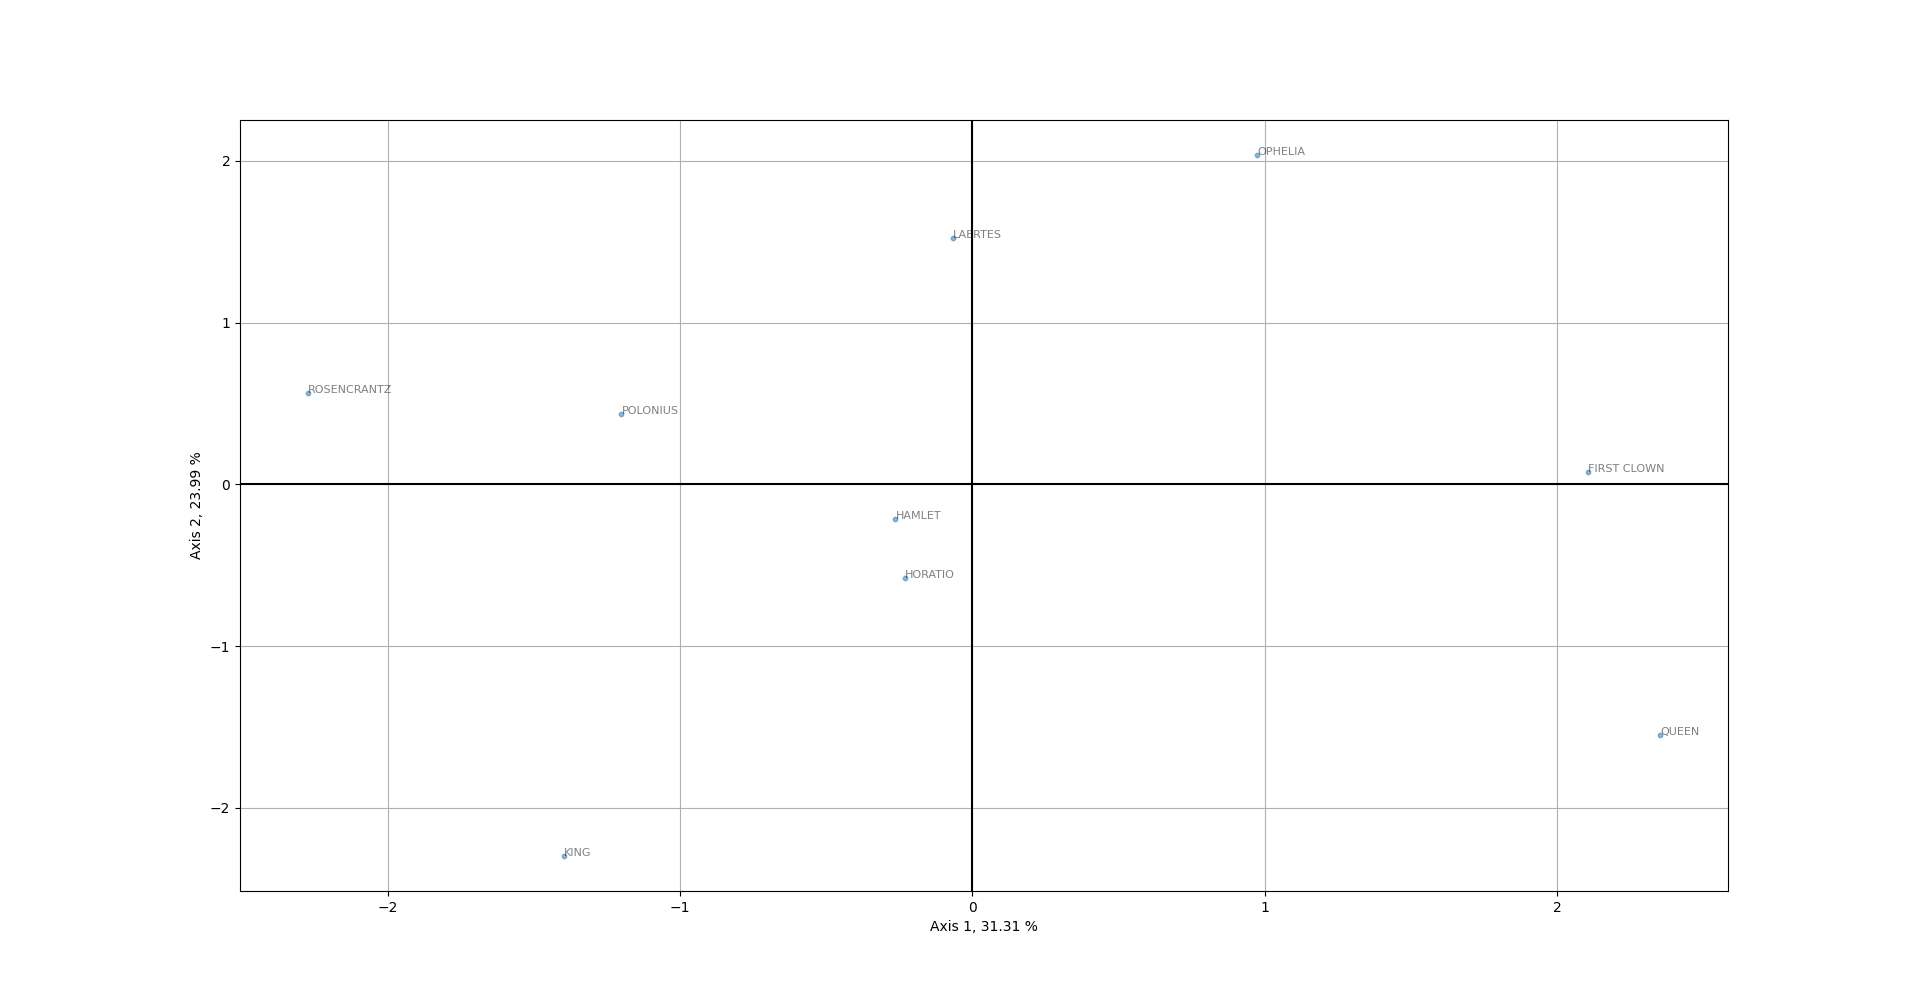 2
OPHELIA
LAERTES
1
ROSENCRANTZ
POLONIUS
FIRST CLOWN
0
HAMLET
HORATIO
−1
QUEEN
−2
KING
−2 −1 0 1 2
Axis 1, 31.31 %
Axis 2, 23.99 %